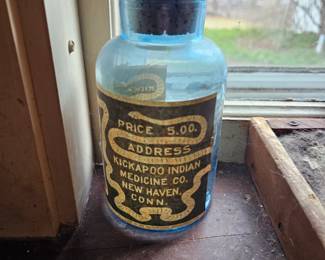 PRICE 5.00.
ADDRESS
KICKAPOO INDIAN
MEDICINE CO.
NEW HAVEN,
CONN.